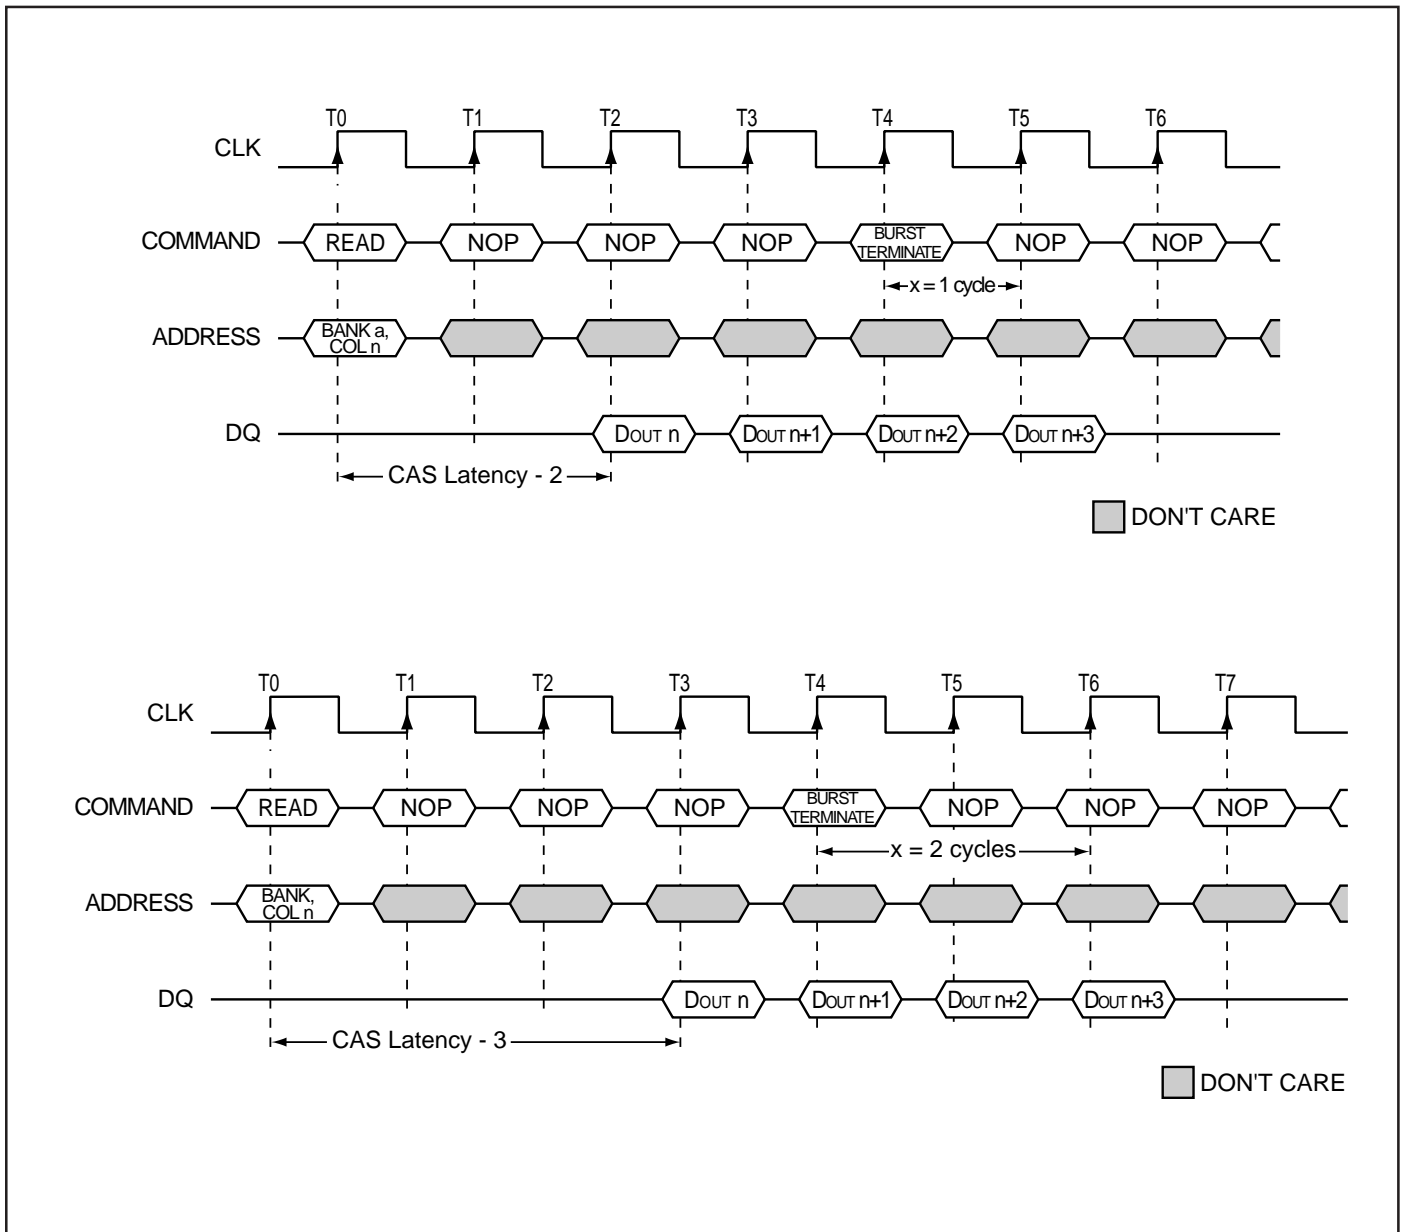 T0 T1 T2 T3 T4 T5 T6
CLK
COMMAND READ NOP NOP NOP BURST TERMINATE NOP NOP
x = 1 cycle
ADDRESS BANK a, COL n
DQ DOUT n DOUT n+1 DOUT n+2 DOUT n+3
CAS Latency - 2
DON'T CARE
T0 T1 T2 T3 T4 T5 T6 T7
CLK
COMMAND READ NOP NOP NOP BURST TERMINATE NOP NOP NOP
x = 2 cycles
ADDRESS BANK, COL n
DQ DOUT n DOUT n+1 DOUT n+2 DOUT n+3
CAS Latency - 3
DON'T CARE